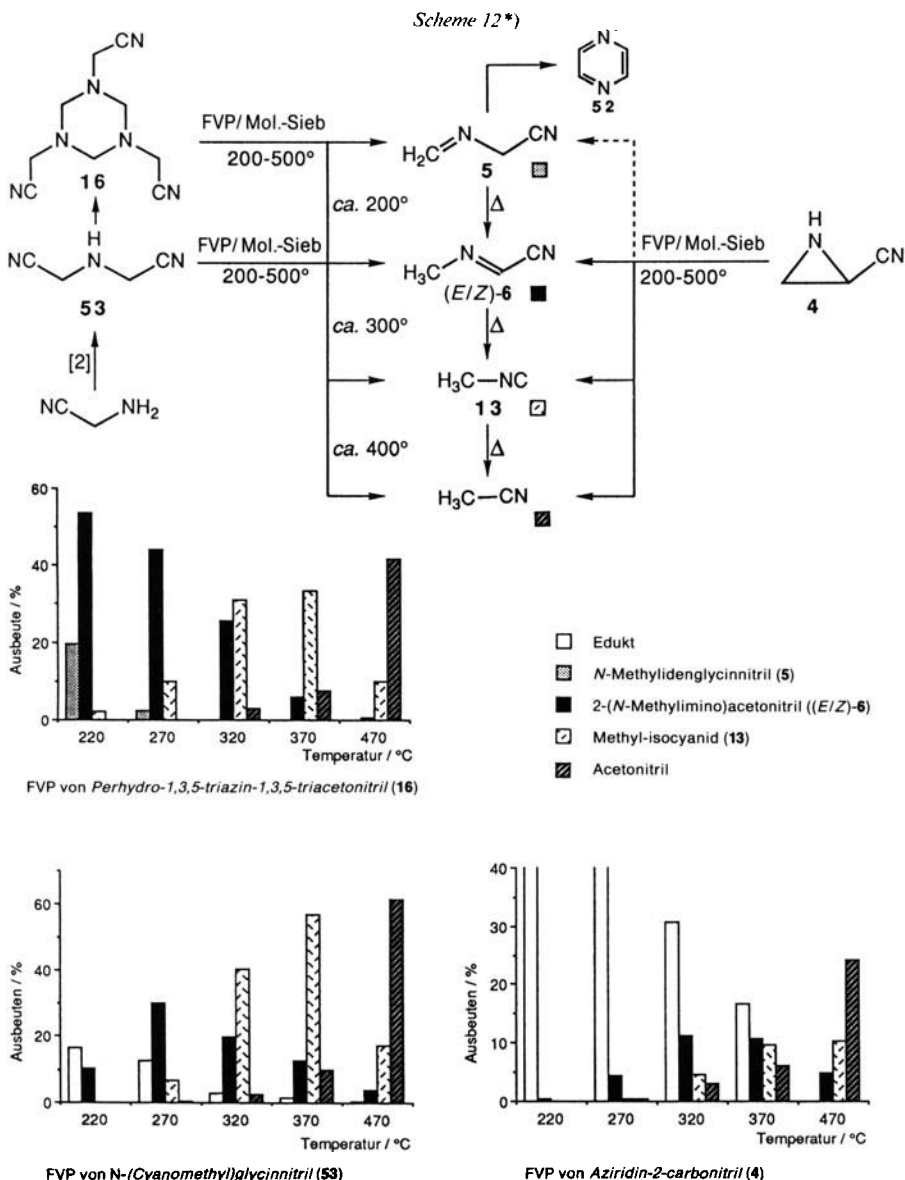 Scheme 12*)
CN
N
N
N
NC
CN
16
FVP/Mol.-Sieb
200-500°
H₂C
N
CN
5
N
N
52
ca. 200°
Δ
H
NC
N
CN
53
FVP/Mol.-Sieb
200-500°
H₃C
N
CN
(E/Z)-6
FVP/Mol.-Sieb
200-500°
H
N
CN
4
[2]
ca. 300°
Δ
NC
NH₂
H₃C—NC
13
ca. 400°
Δ
H₃C—CN
60
40
20
0
Ausbeute / %
220 270 320 370 470
Temperatur / °C
FVP von Perhydro-1,3,5-triazin-1,3,5-triacetonitril (16)
Edukt
N-Methylidenglycinnitril (5)
2-(N-Methylimino)acetonitril ((E/Z)-6)
Methyl-isocyanid (13)
Acetonitril
60
40
20
0
Ausbeuten / %
220 270 320 370 470
Temperatur / °C
FVP von N-(Cyanomethyl)glycinnitril (53)
40
30
20
10
0
Ausbeuten / %
220 270 320 370 470
Temperatur / °C
FVP von Aziridin-2-carbonitril (4)